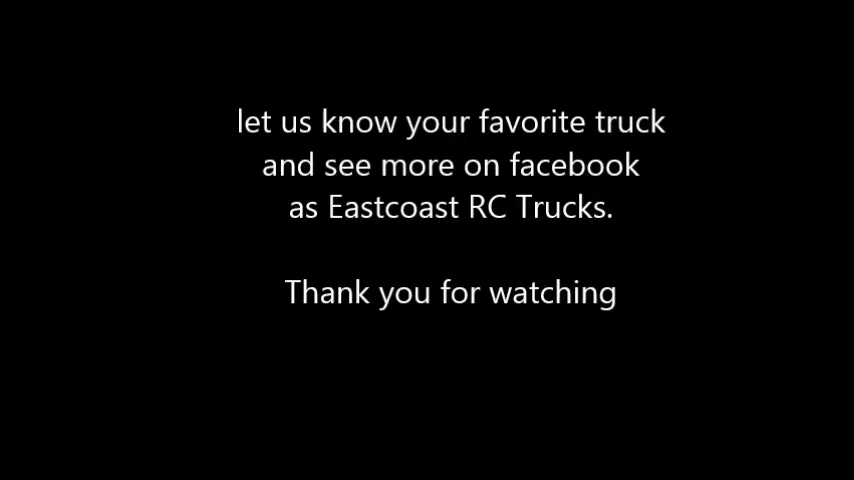 let us know your favorite truck
and see more on facebook
as Eastcoast RC Trucks.
Thank you for watching